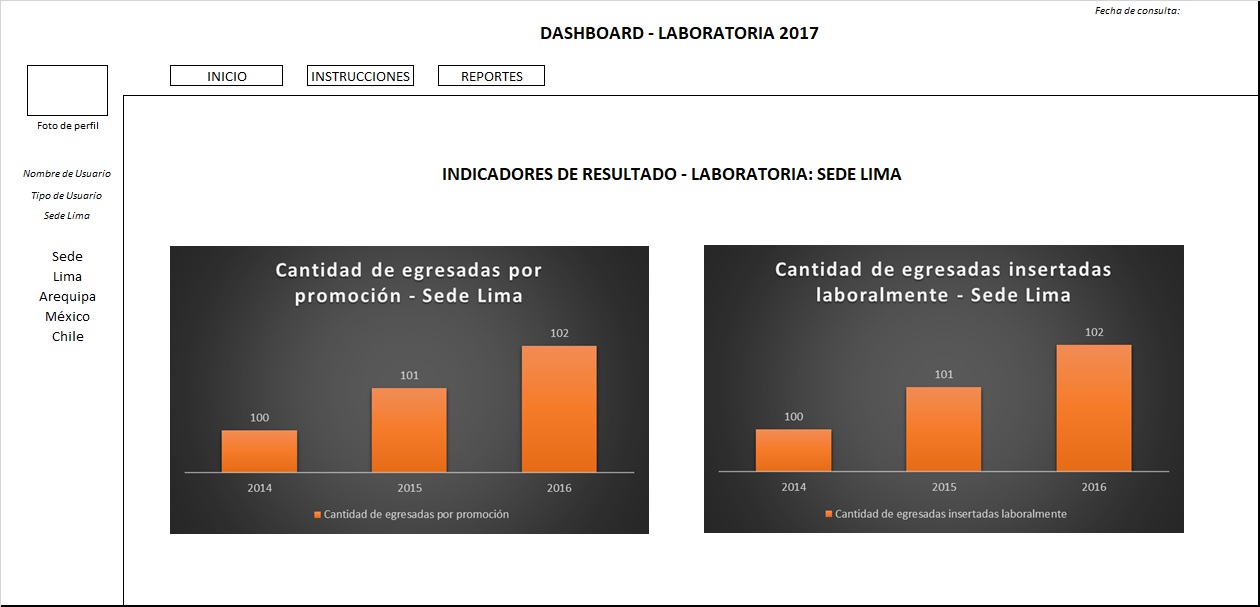 Fecha de consulta:
DASHBOARD - LABORATORIA 2017
INICIO
INSTRUCCIONES
REPORTES
Foto de perfil
Nombre de Usuario
Tipo de Usuario
Sede Lima
Sede
Lima
Arequipa
México
Chile
INDICADORES DE RESULTADO - LABORATORIA: SEDE LIMA
Cantidad de egresadas por
promoción - Sede Lima
102
101
100
2014
2015
2016
Cantidad de egresadas por promoción
Cantidad de egresadas insertadas
laboralmente - Sede Lima
102
101
100
2014
2015
2016
Cantidad de egresadas insertadas laboralmente